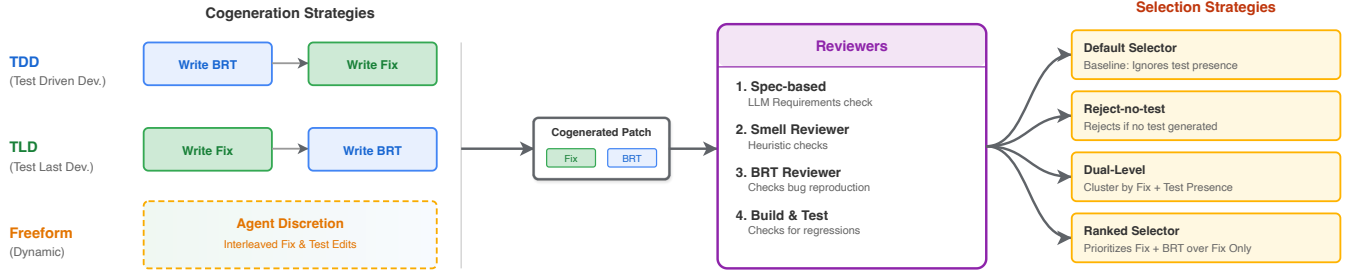 Cogeneration Strategies
TDD
(Test Driven Dev.)
Write BRT
Write Fix
TLD
(Test Last Dev.)
Write Fix
Write BRT
Freeform
(Dynamic)
Agent Discretion
Interleaved Fix & Test Edits
Cogenerated Patch
Fix
BRT
Reviewers
1. Spec-based
LLM Requirements check
2. Smell Reviewer
Heuristic checks
3. BRT Reviewer
Checks bug reproduction
4. Build & Test
Checks for regressions
Selection Strategies
Default Selector
Baseline: Ignores test presence
Reject-no-test
Rejects if no test generated
Dual-Level
Cluster by Fix + Test Presence
Ranked Selector
Prioritizes Fix + BRT over Fix Only